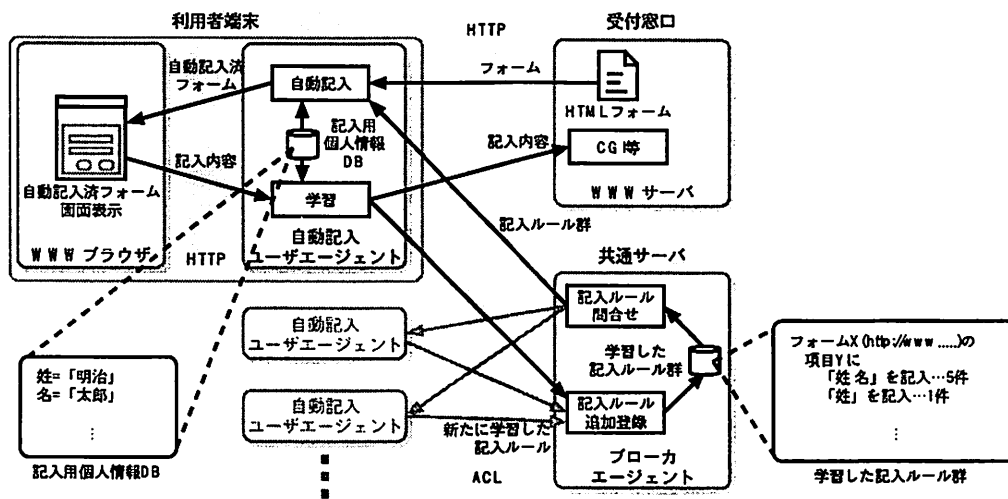 利用者端末
HTTP
受付窓口
自動記入済
フォーム
自動記入
フォーム
HTMLフォーム
記入用
個人情報
DB
記入内容
CGI等
記入内容
学習
WWWサーバ
自動記入済フォーム
画面表示
WWWブラウザ
HTTP
自動記入
ユーザエージェント
記入ルール群
共通サーバ
自動記入
ユーザエージェント
記入ルール
問合せ
学習した
記入ルール群
自動記入
ユーザエージェント
記入ルール
追加登録
新たに学習した
記入ルール
ACL
ブローカ
エージェント
姓=「明治」
名=「太郎」
⋮
記入用個人情報DB
フォームX(http://www.....)の
項目Yに
「姓名」を記入…5件
「姓」を記入…1件
⋮
学習した記入ルール群